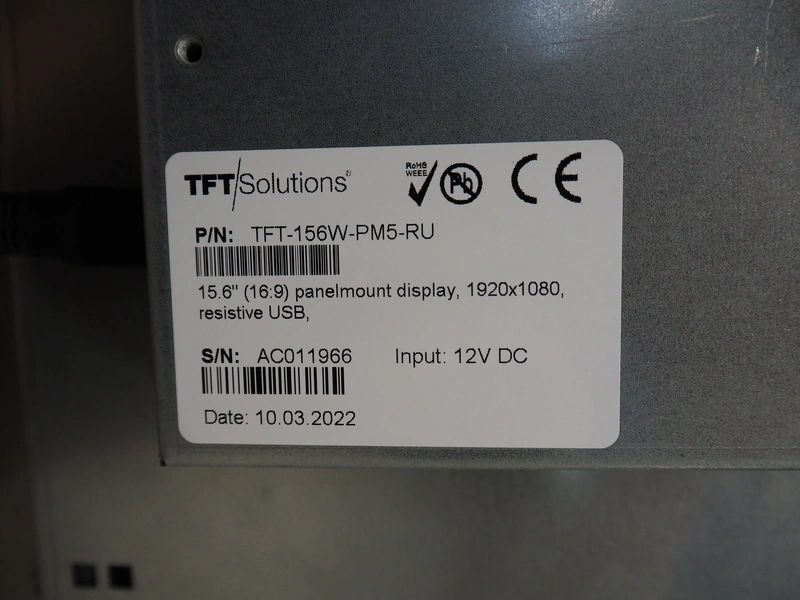 TFT/Solutions®
RoHS
WEEE
Pb
CE
P/N: TFT-156W-PM5-RU
15.6" (16:9) panelmount display, 1920x1080,
resistive USB,
S/N: AC011966 Input: 12V DC
Date: 10.03.2022